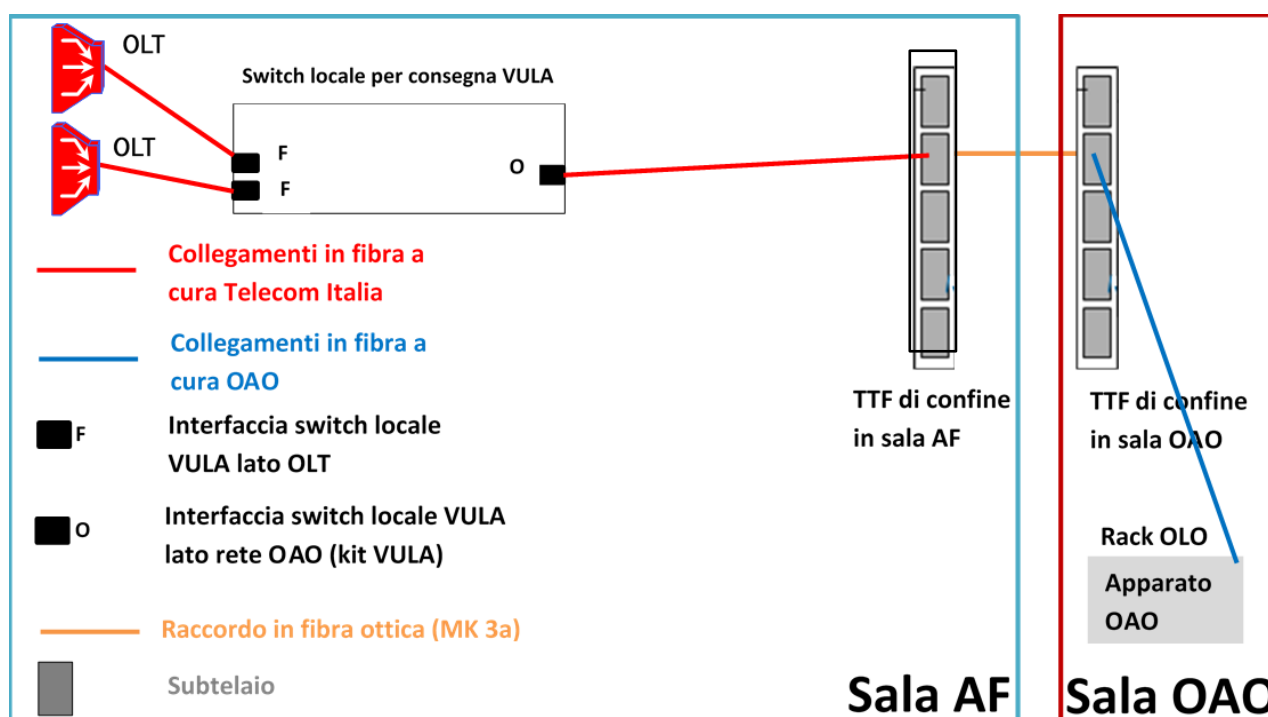 OLT
Switch locale per consegna VULA
OLT
F
F
O
Collegamenti in fibra a
cura Telecom Italia
Collegamenti in fibra a
cura OAO
F
Interfaccia switch locale
VULA lato OLT
O
Interfaccia switch locale VULA
lato rete OAO (kit VULA)
Raccordo in fibra ottica (MK 3a)
Subtelaio
TTF di confine
in sala AF
TTF di confine
in sala OAO
Rack OLO
Apparato
OAO
Sala AF
Sala OAO